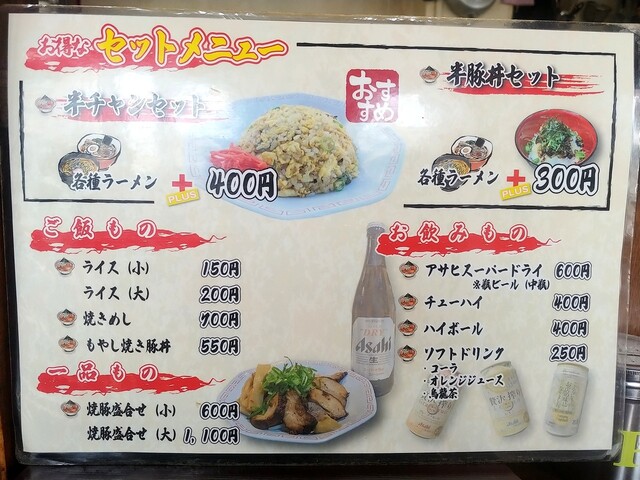 お得な セットメニュー
半チャンセット
おすすめ
各種ラーメン + PLUS 400円
半豚丼セット
各種ラーメン + PLUS 300円
ご飯もの
ライス (小) 150円
ライス (大) 200円
焼きめし 700円
もやし焼き豚丼 550円
一品もの
焼豚盛合せ (小) 600円
焼豚盛合せ (大) 1,100円
お飲みもの
アサヒスーパードライ 600円
※瓶ビール (中瓶)
チューハイ 400円
ハイボール 400円
ソフトドリンク 250円
・コーラ
・オレンジジュース
・烏龍茶
DRY
Asahi
生